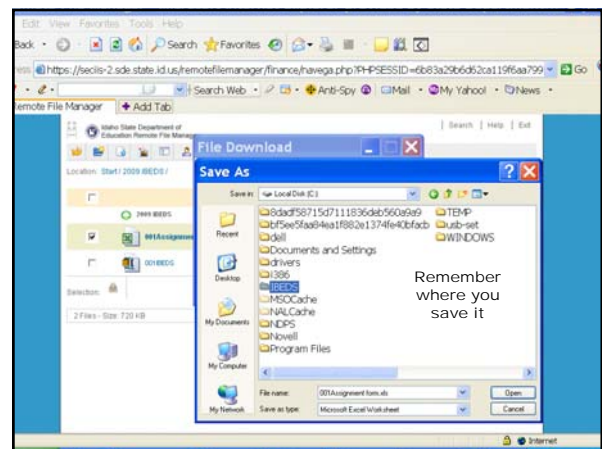 Edit View Favorites Tools Help
Back Search Favorites
https://seciis-2.sde.state.id.us/remotefilemanager/finance/navega.php?PHPSESSID=6b83a29b6d62ca119f6aa799 Go
Search Web Anti-Spy Mail My Yahoo! News
Remote File Manager Add Tab
Idaho State Department of
Education Remote File Manager
Search | Help | Exit
Location: Start / 2009 IBEDS /
2009 IBEDS
001Assignmen
001BEDS
Selection:
2 Files - Size: 720 KB
File Download
Save As
Save in: Local Disk (C:)
Recent
Desktop
My Documents
My Computer
My Network
8dadf58715d7111836deb560a9a9
bf5ee5faa84ea1f882e1374fe40bfacb
dell
Documents and Settings
drivers
i386
IBEDS
MSOCache
NALCache
NDPS
Novell
Program Files
TEMP
usb-set
WINDOWS
Remember
where you
save it
File name: 001Assignment form.xls Open
Save as type: Microsoft Excel Worksheet Cancel
Internet